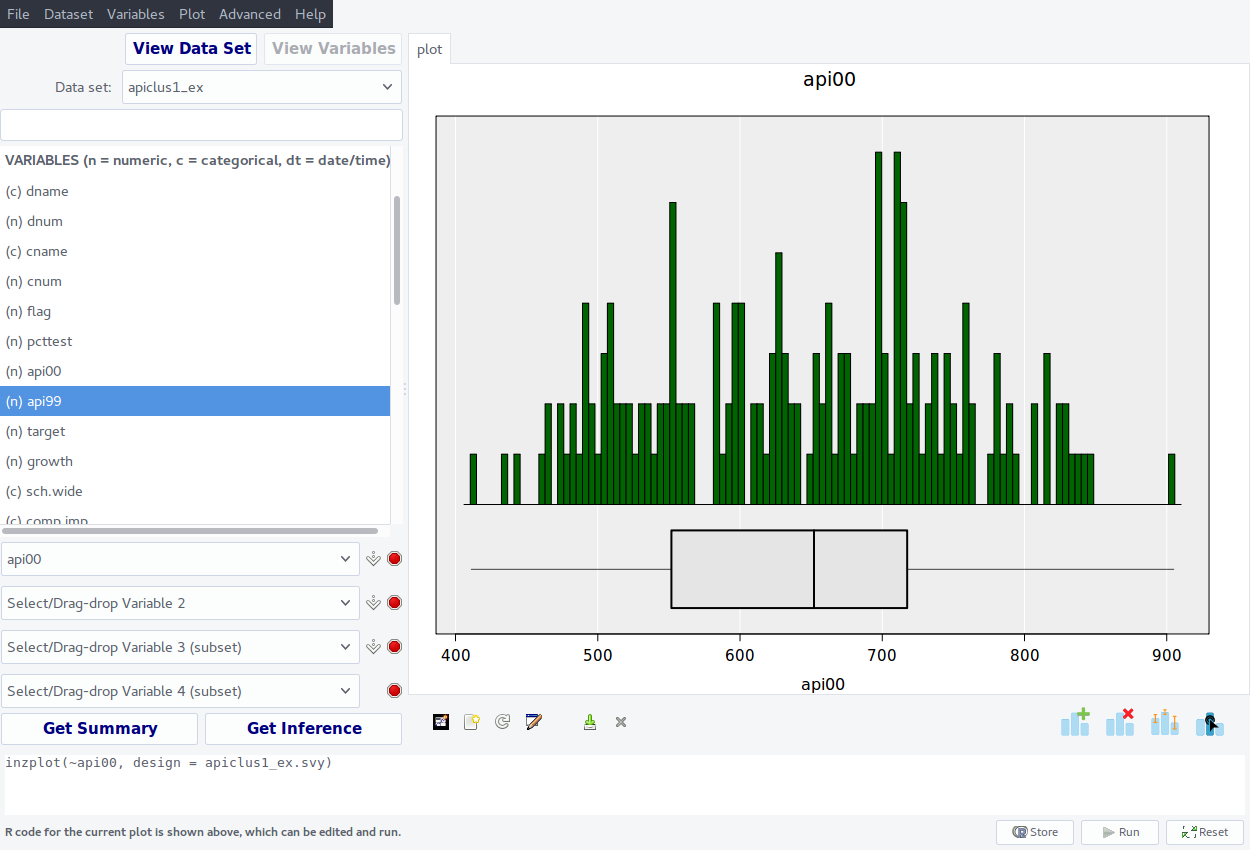 File Dataset Variables Plot Advanced Help
View Data Set View Variables
Data set: apiclus1_ex
VARIABLES (n = numeric, c = categorical, dt = date/time)
(c) dname
(n) dnum
(c) cname
(n) cnum
(n) flag
(n) pcttest
(n) api00
(n) api99
(n) target
(n) growth
(c) sch.wide
(c) comp.imp
api00
Select/Drag-drop Variable 2
Select/Drag-drop Variable 3 (subset)
Select/Drag-drop Variable 4 (subset)
Get Summary Get Inference
plot
api00
400 500 600 700 800 900
api00
inzplot(~api00, design = apiclus1_ex.svy)
R code for the current plot is shown above, which can be edited and run.
Store Run Reset